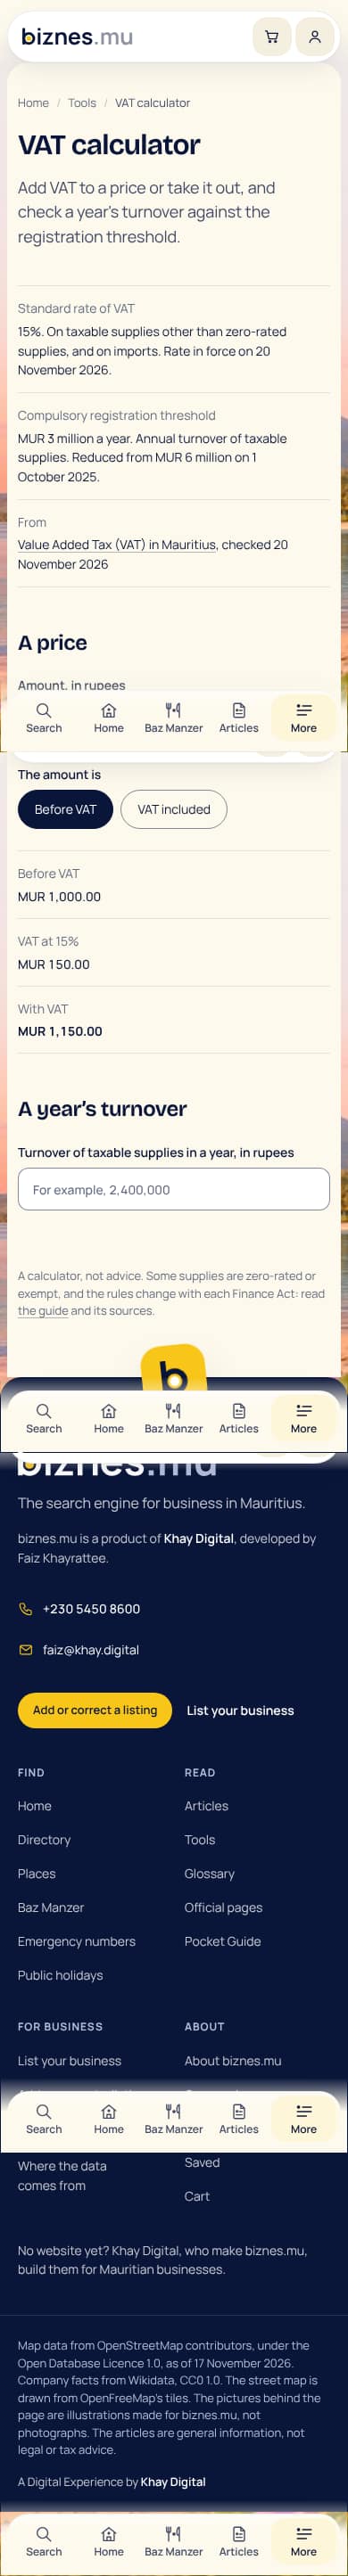 biznes.mu
Home / Tools / VAT calculator
VAT calculator
Add VAT to a price or take it out, and
check a year's turnover against the
registration threshold.
Standard rate of VAT
15%. On taxable supplies other than zero-rated
supplies, and on imports. Rate in force on 20
November 2026.
Compulsory registration threshold
MUR 3 million a year. Annual turnover of taxable
supplies. Reduced from MUR 6 million on 1
October 2025.
From
Value Added Tax (VAT) in Mauritius, checked 20
November 2026
A price
Amount, in rupees
Search Home Baz Manzer Articles More
The amount is
Before VAT VAT included
Before VAT
MUR 1,000.00
VAT at 15%
MUR 150.00
With VAT
MUR 1,150.00
A year's turnover
Turnover of taxable supplies in a year, in rupees
For example, 2,400,000
A calculator, not advice. Some supplies are zero-rated or
exempt, and the rules change with each Finance Act: read
the guide and its sources.
b
Search Home Baz Manzer Articles More
biznes.mu
The search engine for business in Mauritius.
biznes.mu is a product of Khay Digital, developed by
Faiz Khayrattee.
+230 5450 8600
faiz@khay.digital
Add or correct a listing List your business
FIND READ
Home Articles
Directory Tools
Places Glossary
Baz Manzer Official pages
Emergency numbers Pocket Guide
Public holidays
FOR BUSINESS ABOUT
List your business About biznes.mu
Search Home Baz Manzer Articles More
Where the data Saved
comes from
Cart
No website yet? Khay Digital, who make biznes.mu,
build them for Mauritian businesses.
Map data from OpenStreetMap contributors, under the
Open Database Licence 1.0, as of 17 November 2026.
Company facts from Wikidata, CC0 1.0. The street map is
drawn from OpenFreeMap's tiles. The pictures behind the
page are illustrations made for biznes.mu, not
photographs. The articles are general information, not
legal or tax advice.
A Digital Experience by Khay Digital
Search Home Baz Manzer Articles More